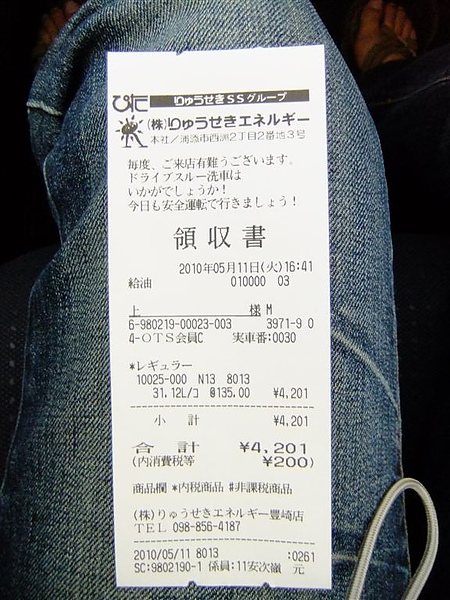 ぴた りゅうせきSSグループ
(株)りゅうせきエネルギー
本社/浦添市西洲2丁目2番地3号
毎度、ご来店有難うございます。
ドライブスルー洗車は
いかがでしょうか!
今日も安全運転で行きましょう!
領収書
2010年05月11日(火)16:41
給油 010000 03
上 様 M
6-980219-00023-003 3971-9 0
4-OTS会員C 実車番:0030
*レギュラー
10025-000 N13 8013
31.12L/コ @135.00 ¥4,201
小 計 ¥4,201
合 計 ¥4,201
(内消費税等 ¥200)
商品欄 *内税商品 #非課税商品
(株)りゅうせきエネルギー豊崎店
TEL 098-856-4187
2010/05/11 8013 :0261
SC:9802190-1 係員:11安次嶺 元